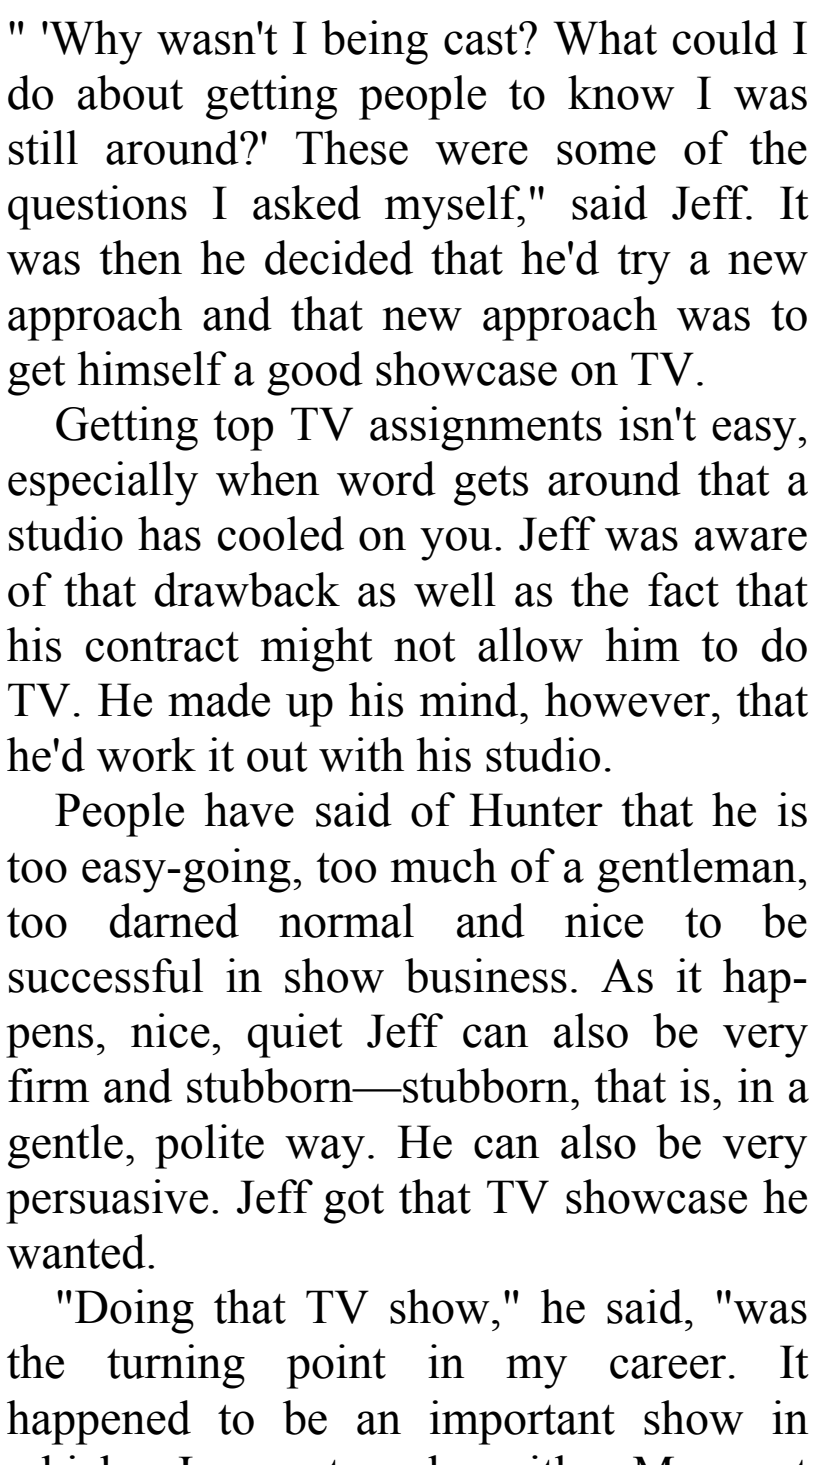 " 'Why wasn't I being cast? What could I
do about getting people to know I was
still around?' These were some of the
questions I asked myself," said Jeff. It
was then he decided that he'd try a new
approach and that new approach was to
get himself a good showcase on TV.
Getting top TV assignments isn't easy,
especially when word gets around that a
studio has cooled on you. Jeff was aware
of that drawback as well as the fact that
his contract might not allow him to do
TV. He made up his mind, however, that
he'd work it out with his studio.
People have said of Hunter that he is
too easy-going, too much of a gentleman,
too darned normal and nice to be
successful in show business. As it hap-
pens, nice, quiet Jeff can also be very
firm and stubborn—stubborn, that is, in a
gentle, polite way. He can also be very
persuasive. Jeff got that TV showcase he
wanted.
"Doing that TV show," he said, "was
the turning point in my career. It
happened to be an important show in